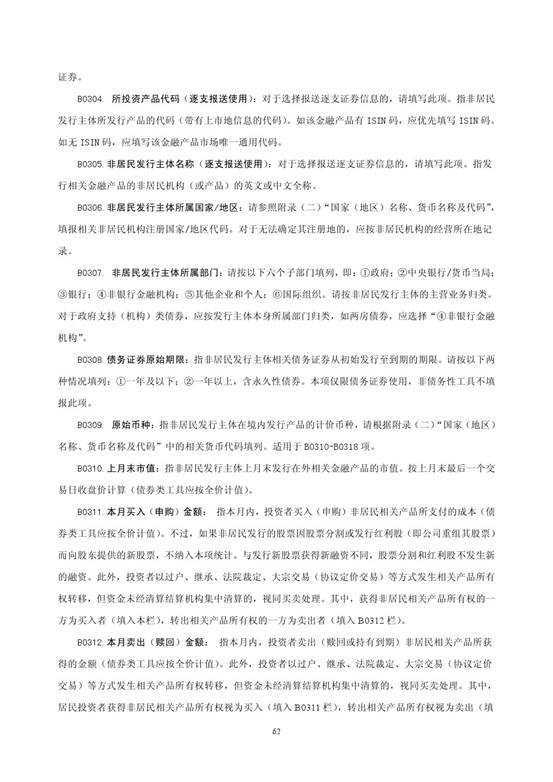 证券。
B0304. 所投资产品代码（逐支报送使用）：对于选择报送逐支证券信息的，请填写此项。指非居民
发行主体所发行产品的代码（带有上市地信息的代码）。如该金融产品有 ISIN 码，应优先填写 ISIN 码。
如无 ISIN 码，应填写该金融产品市场唯一通用代码。
B0305. 非居民发行主体名称（逐支报送使用）：对于选择报送逐支证券信息的，请填写此项。指发
行相关金融产品的非居民机构（或产品）的英文或中文全称。
B0306. 非居民发行主体所属国家/地区：请参照附录（二）“国家（地区）名称、货币名称及代码”，
填报相关非居民机构注册国家/地区代码。对于无法确定其注册地的，应按非居民机构的经营所在地记
录。
B0307. 非居民发行主体所属部门：请按以下六个子部门填列，即：①政府；②中央银行/货币当局；
③银行；④非银行金融机构；⑤其他企业和个人；⑥国际组织。请按非居民发行主体的主营业务归类。
对于政府支持（机构）类债券，应按发行主体本身所属部门归类，如两房债券，应选择“④非银行金融
机构”。
B0308. 债务证券原始期限：指非居民发行主体相关债务证券从初始发行至到期的期限。请按以下两
种情况填列：①一年及以下；②一年以上，含永久性债券。本项仅限债务证券使用，非债务性工具不填
报此项。
B0309. 原始币种：指非居民发行主体在境内发行产品的计价币种，请根据附录（二）“国家（地区）
名称、货币名称及代码”中的相关货币代码填列。适用于 B0310-B0318 项。
B0310. 上月末市值：指非居民发行主体上月末发行在外相关金融产品的市值。按上月末最后一个交
易日收盘价计算（债券类工具应按全价计值）。
B0311. 本月买入（申购）金额： 指本月内，投资者买入（申购）非居民相关产品所支付的成本（债
券类工具应按全价计值）。不过，如果非居民发行的股票因股票分割或发行红利股（即公司重组其股票）
而向股东提供的新股票，不纳入本项统计。与发行新股票获得新融资不同，股票分割和红利股不发生新
的融资。此外，投资者以过户、继承、法院裁定、大宗交易（协议定价交易）等方式发生相关产品所有
权转移，但资金未经清算结算机构集中清算的，视同买卖处理。其中，获得非居民相关产品所有权的一
方为买入者（填入本栏），转出相关产品所有权的一方为卖出者（填入 B0312 栏）。
B0312. 本月卖出（赎回）金额： 指本月内，投资者卖出（赎回或持有到期）非居民相关产品所获
得的金额（债券类工具应按全价计值）。此外，投资者以过户、继承、法院裁定、大宗交易（协议定价
交易）等方式发生相关产品所有权转移，但资金未经清算结算机构集中清算的，视同买卖处理。其中，
居民投资者获得非居民相关产品所有权视为买入（填入 B0311 栏），转出相关产品所有权视为卖出（填
62